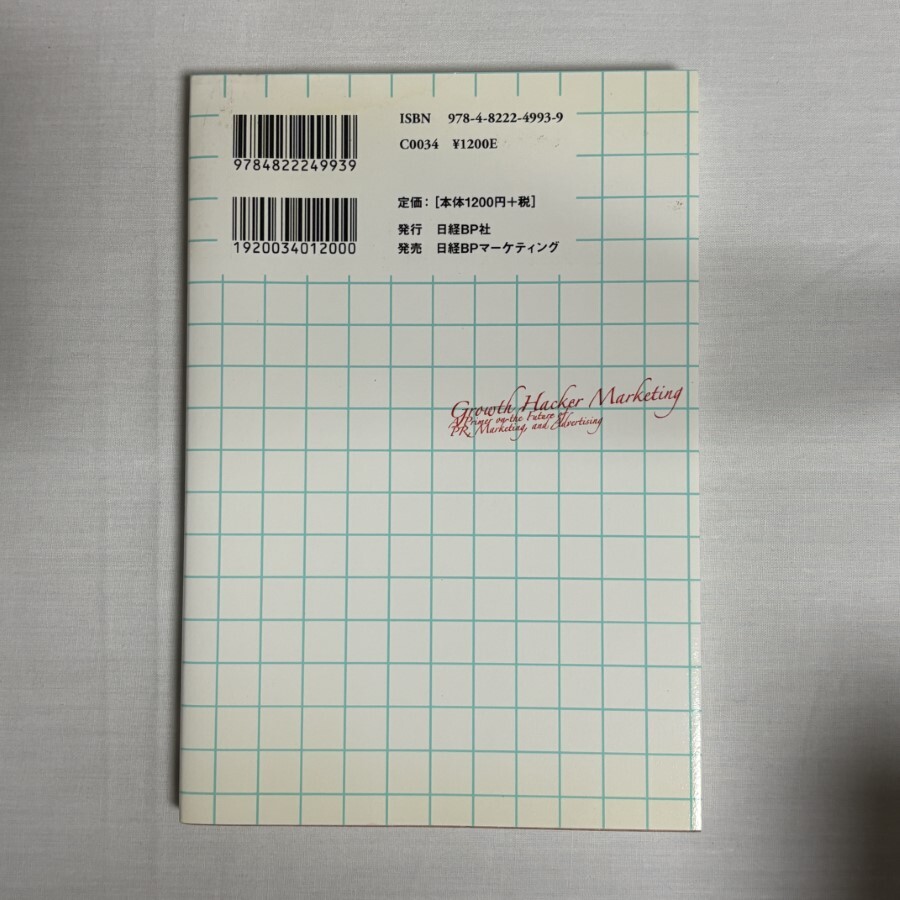 ISBN 978-4-8222-4993-9
C0034 ¥1200E
9784822249939
定価：［本体1200円＋税］
1920034012000
発行 日経BP社
発売 日経BPマーケティング
Growth Hacker Marketing
A Primer on the Future of
PR, Marketing, and Advertising